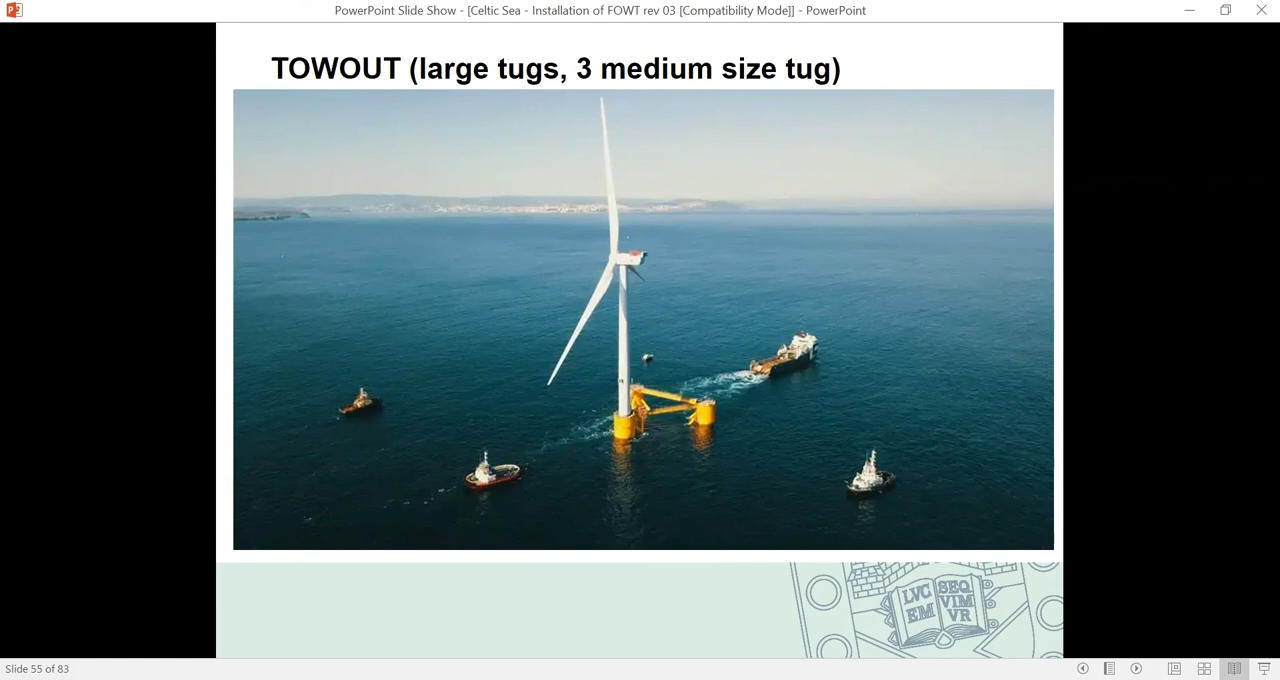 PowerPoint Slide Show - [Celtic Sea - Installation of FOWT rev 03 [Compatibility Mode]] - PowerPoint
TOWOUT (large tugs, 3 medium size tug)
LVC
EM
SEQ
VIM
VR
Slide 55 of 83